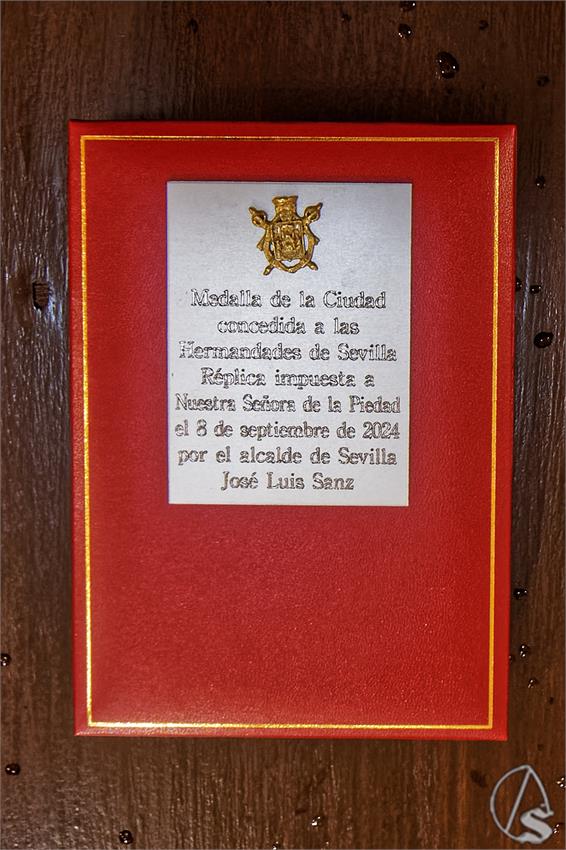 Medalla de la Ciudad
concedida a las
Hermandades de Sevilla
Réplica impuesta a
Nuestra Señora de la Piedad
el 8 de septiembre de 2024
por el alcalde de Sevilla
José Luis Sanz